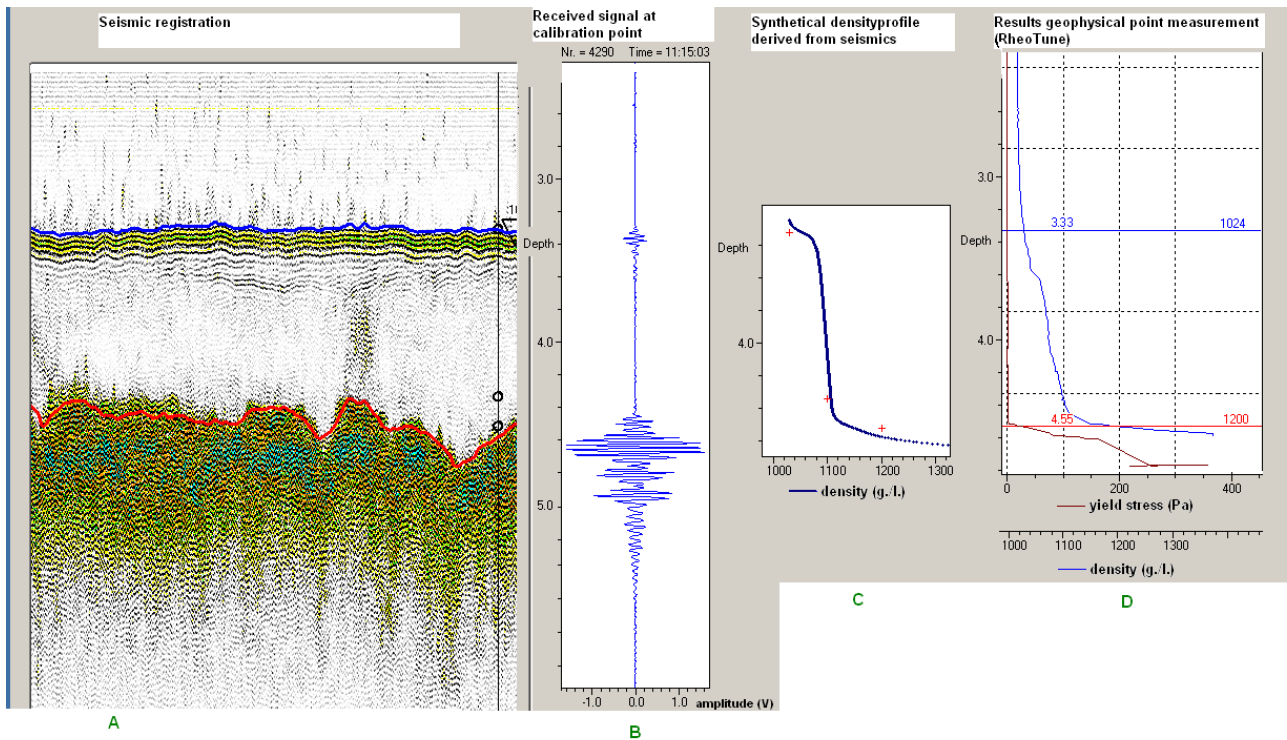 Seismic registration
Received signal at
calibration point
Nr. = 4290 Time = 11:15:03
Synthetical densityprofile
derived from seismics
Results geophysical point measurement
(RheoTune)
Depth
3.0
4.0
5.0
-1.0 0.0 1.0 amplitude (V)
Depth
4.0
1000 1100 1200 1300
density (g./l.)
3.0
Depth
4.0
3.33 1024
4.55 1200
0 200 400
yield stress (Pa)
1000 1100 1200 1300
density (g./l.)
A
B
C
D